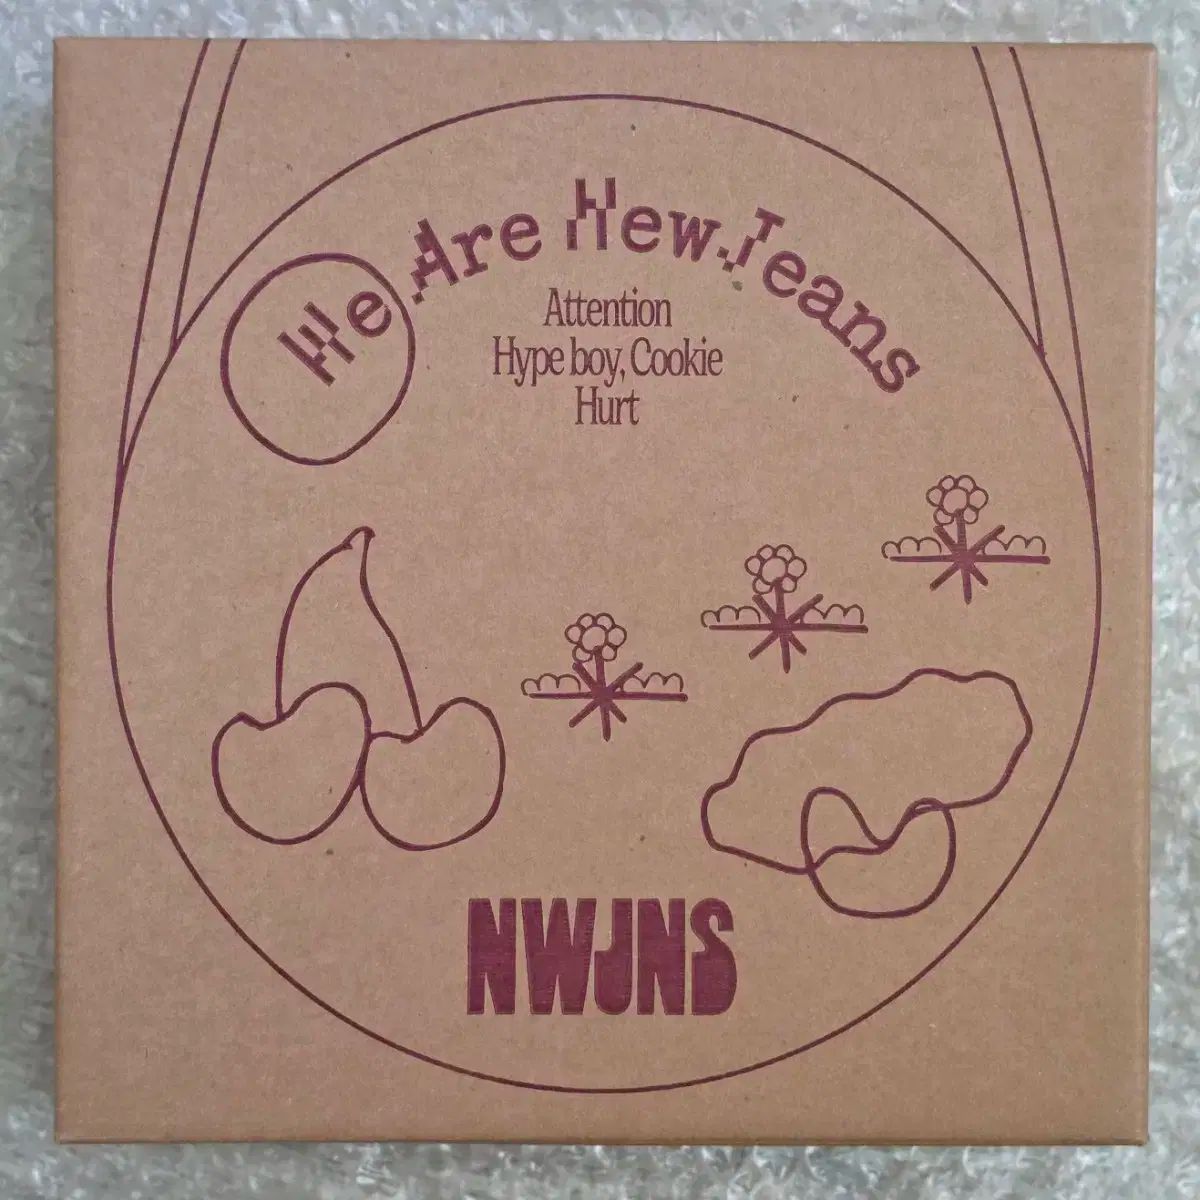 We Are New Jeans
Attention
Hype boy, Cookie
Hurt
NWJNS